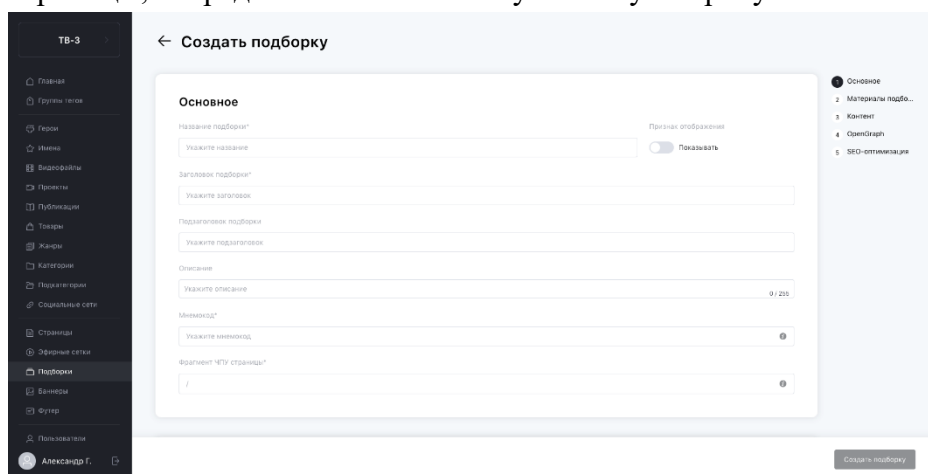 ТВ-3
Главная
Группы тегов
Герои
Имена
Видеофайлы
Проекты
Публикации
Товары
Жанры
Категории
Подкатегории
Социальные сети
Страницы
Эфирные сетки
Подборки
Баннеры
Футер
Пользователи
Александр Г.
← Создать подборку
Основное
Название подборки*
Признак отображения
Укажите название
Показывать
Заголовок подборки*
Укажите заголовок
Подзаголовок подборки
Укажите подзаголовок
Описание
Укажите описание
0 / 255
Мнемокод*
Укажите мнемокод
Фрагмент ЧПУ страницы*
/
1 Основное
2 Материалы подбо...
3 Контент
4 OpenGraph
5 SEO-оптимизация
Создать подборку